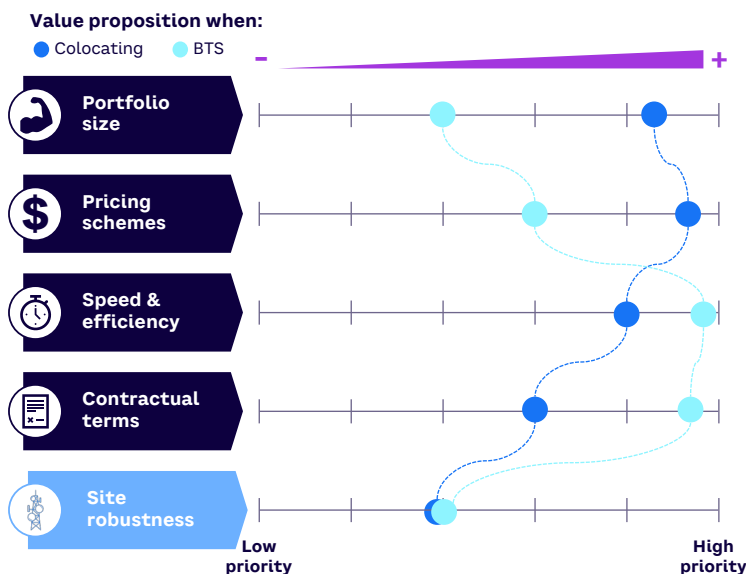 Value proposition when:
Colocating BTS
- +
Portfolio
size
$
Pricing
schemes
Speed &
efficiency
Contractual
terms
Site
robustness
Low
priority
High
priority